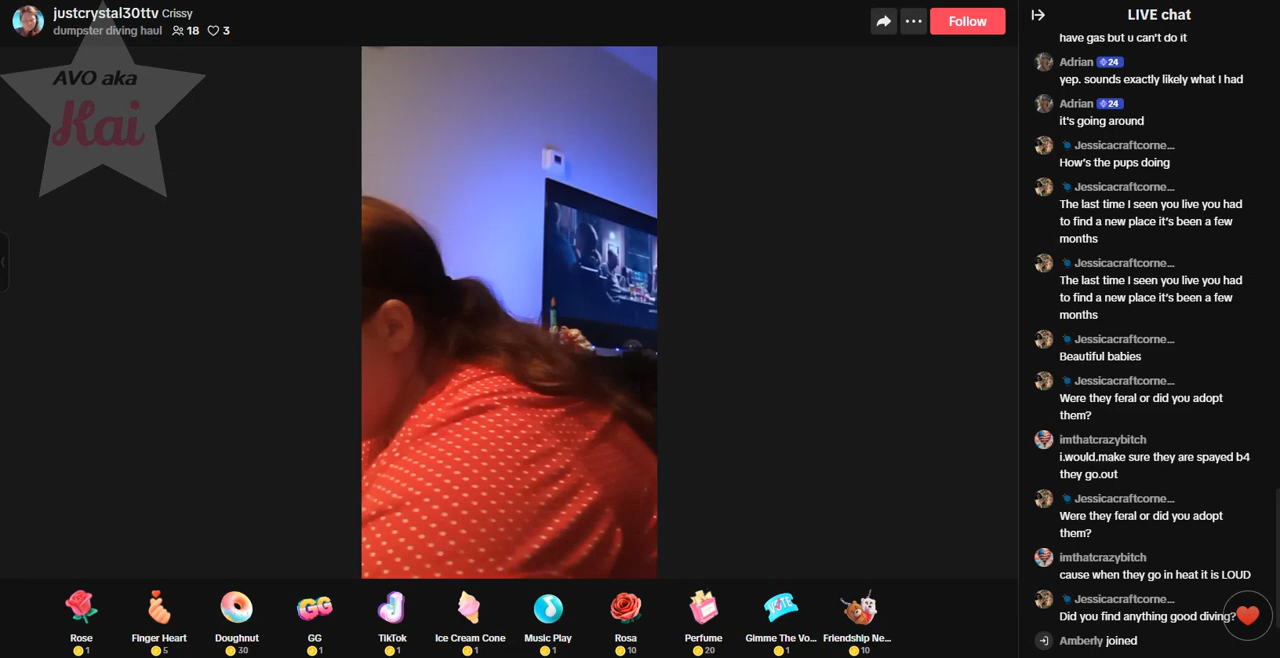 justcrystal30ttv Crissy
dumpster diving haul 18 3
Follow
AVO aka
Kai
LIVE chat
have gas but u can't do it
Adrian 24
yep. sounds exactly likely what I had
Adrian 24
it's going around
Jessicacraftcorne...
How's the pups doing
Jessicacraftcorne...
The last time I seen you live you had
to find a new place it's been a few
months
Jessicacraftcorne...
The last time I seen you live you had
to find a new place it's been a few
months
Jessicacraftcorne...
Beautiful babies
Jessicacraftcorne...
Were they feral or did you adopt
them?
imthatcrazybitch
i.would.make sure they are spayed b4
they go.out
Jessicacraftcorne...
Were they feral or did you adopt
them?
imthatcrazybitch
cause when they go in heat it is LOUD
Jessicacraftcorne...
Did you find anything good diving?
Amberly joined
GG
VOTE
Rose Finger Heart Doughnut GG TikTok Ice Cream Cone Music Play Rosa Perfume Gimme The Vo... Friendship Ne...
1 5 30 1 1 1 1 10 20 1 10